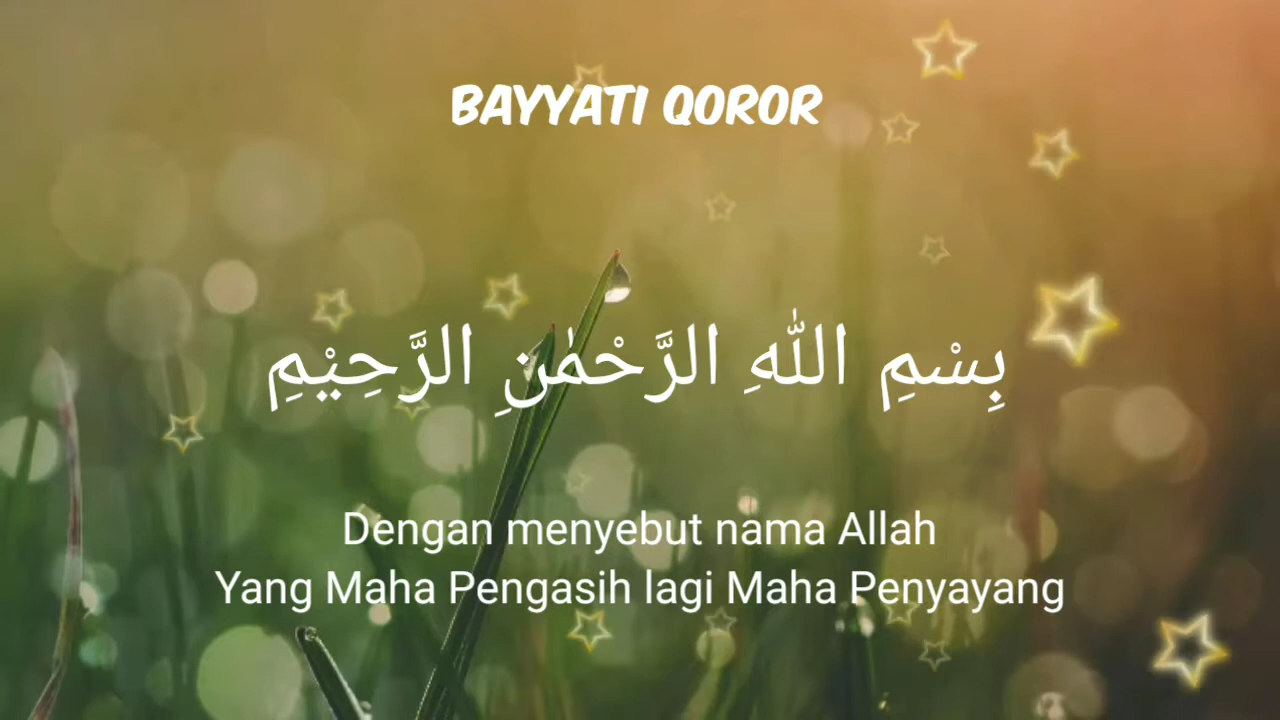 BAYYATI QOROR
بِسْمِ اللّٰهِ الرَّحْمٰنِ الرَّحِيْمِ
Dengan menyebut nama Allah
Yang Maha Pengasih lagi Maha Penyayang